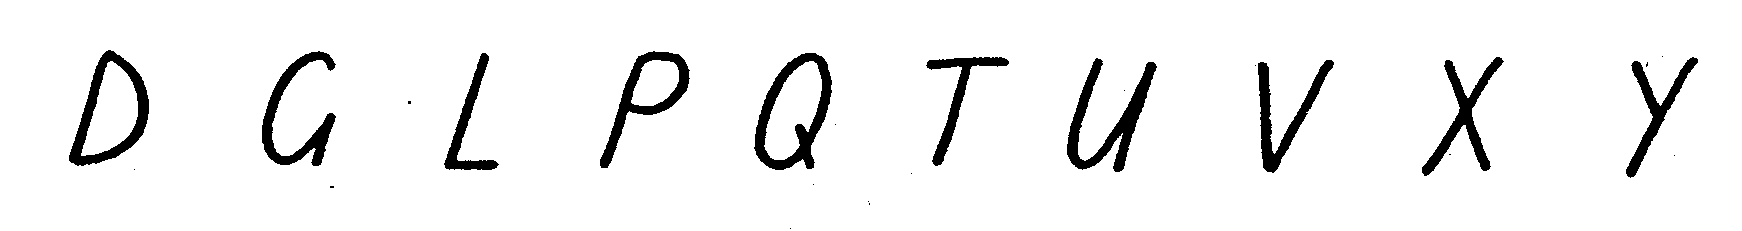 D G L P Q T U V X Y